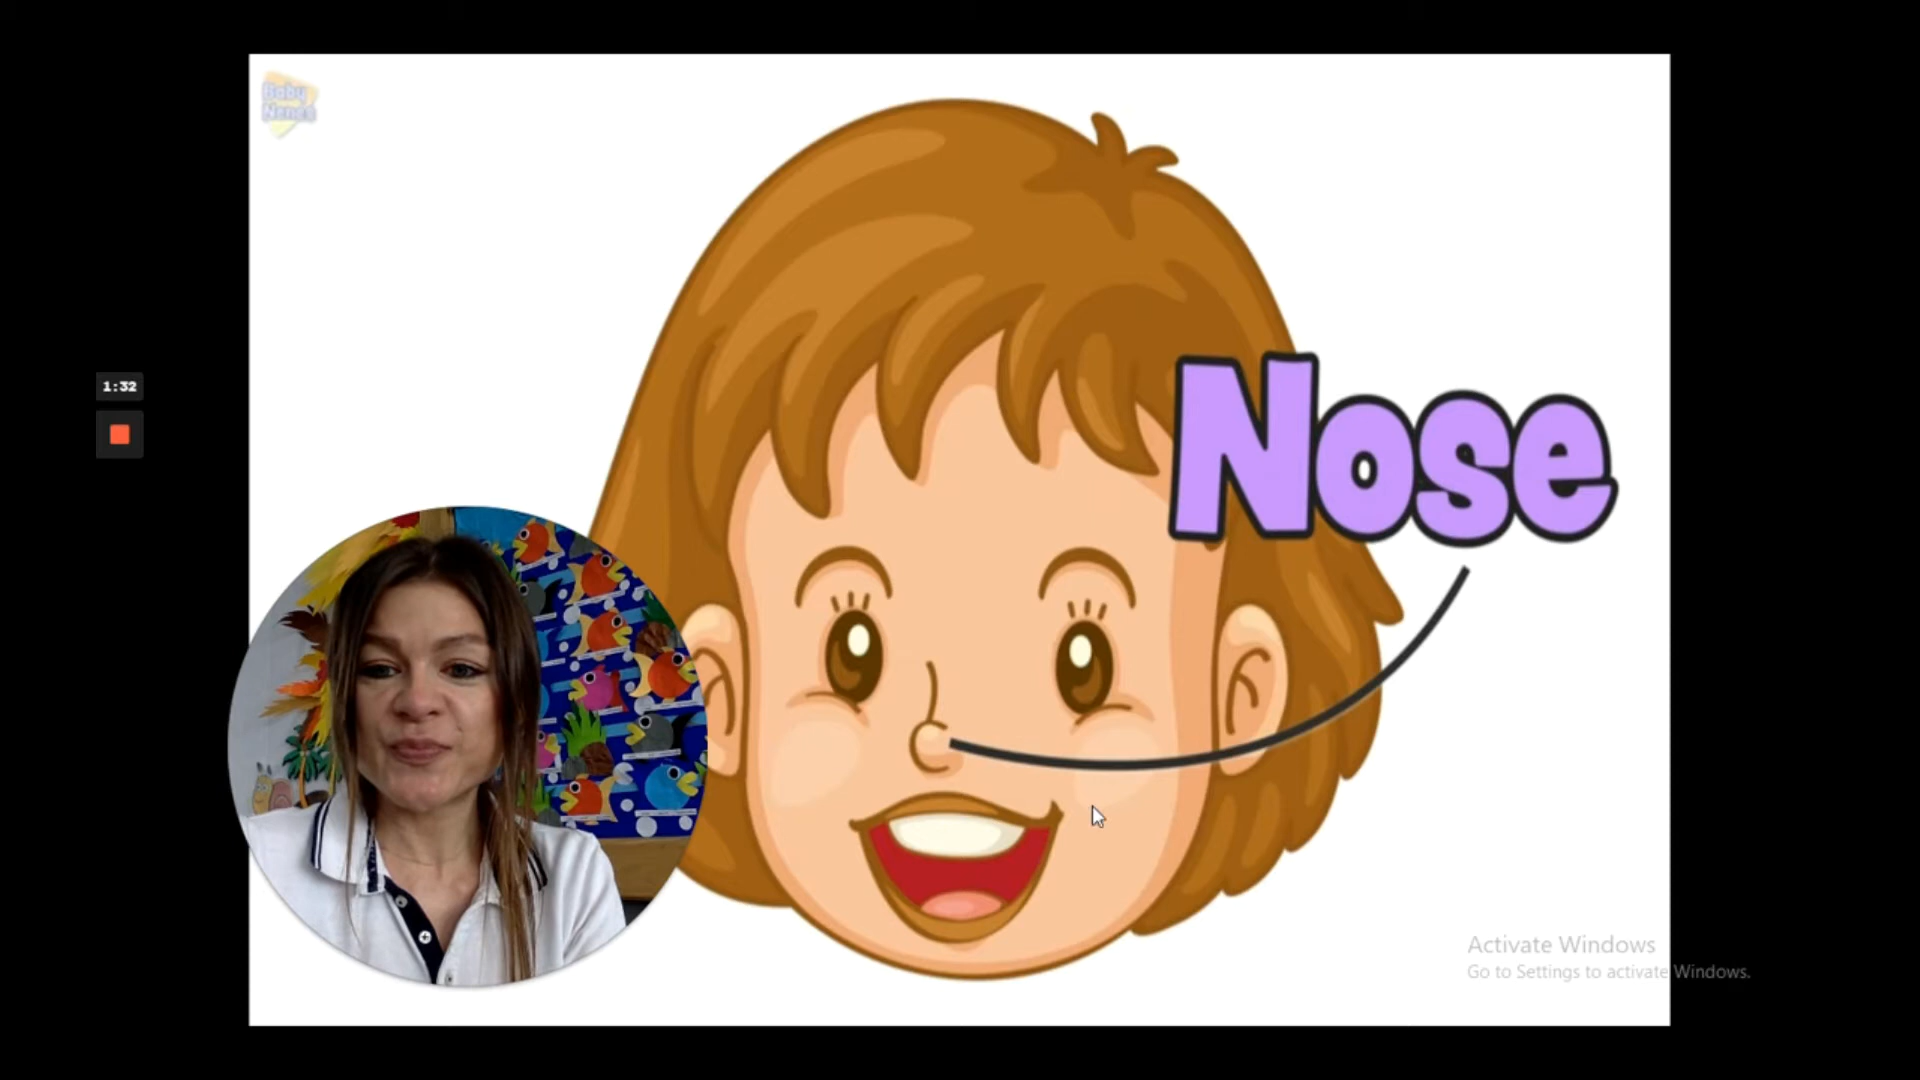 Baby
Nenes
1:32
Nose
Activate Windows
Go to Settings to activate Windows.